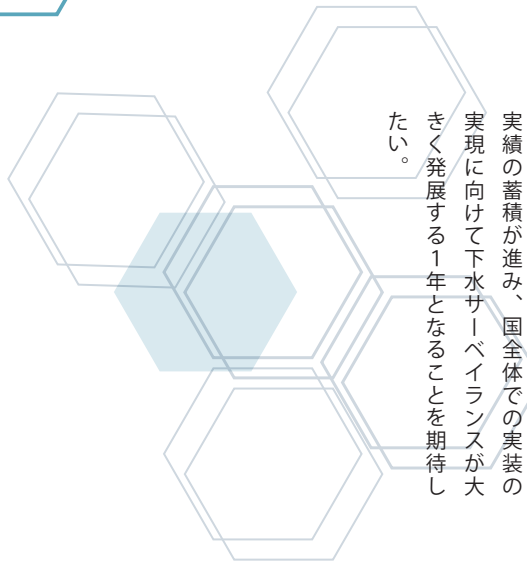 実績の蓄積が進み、国全体での実装の
実現に向けて下水サーベイランスが大
きく発展する1年となることを期待し
たい。